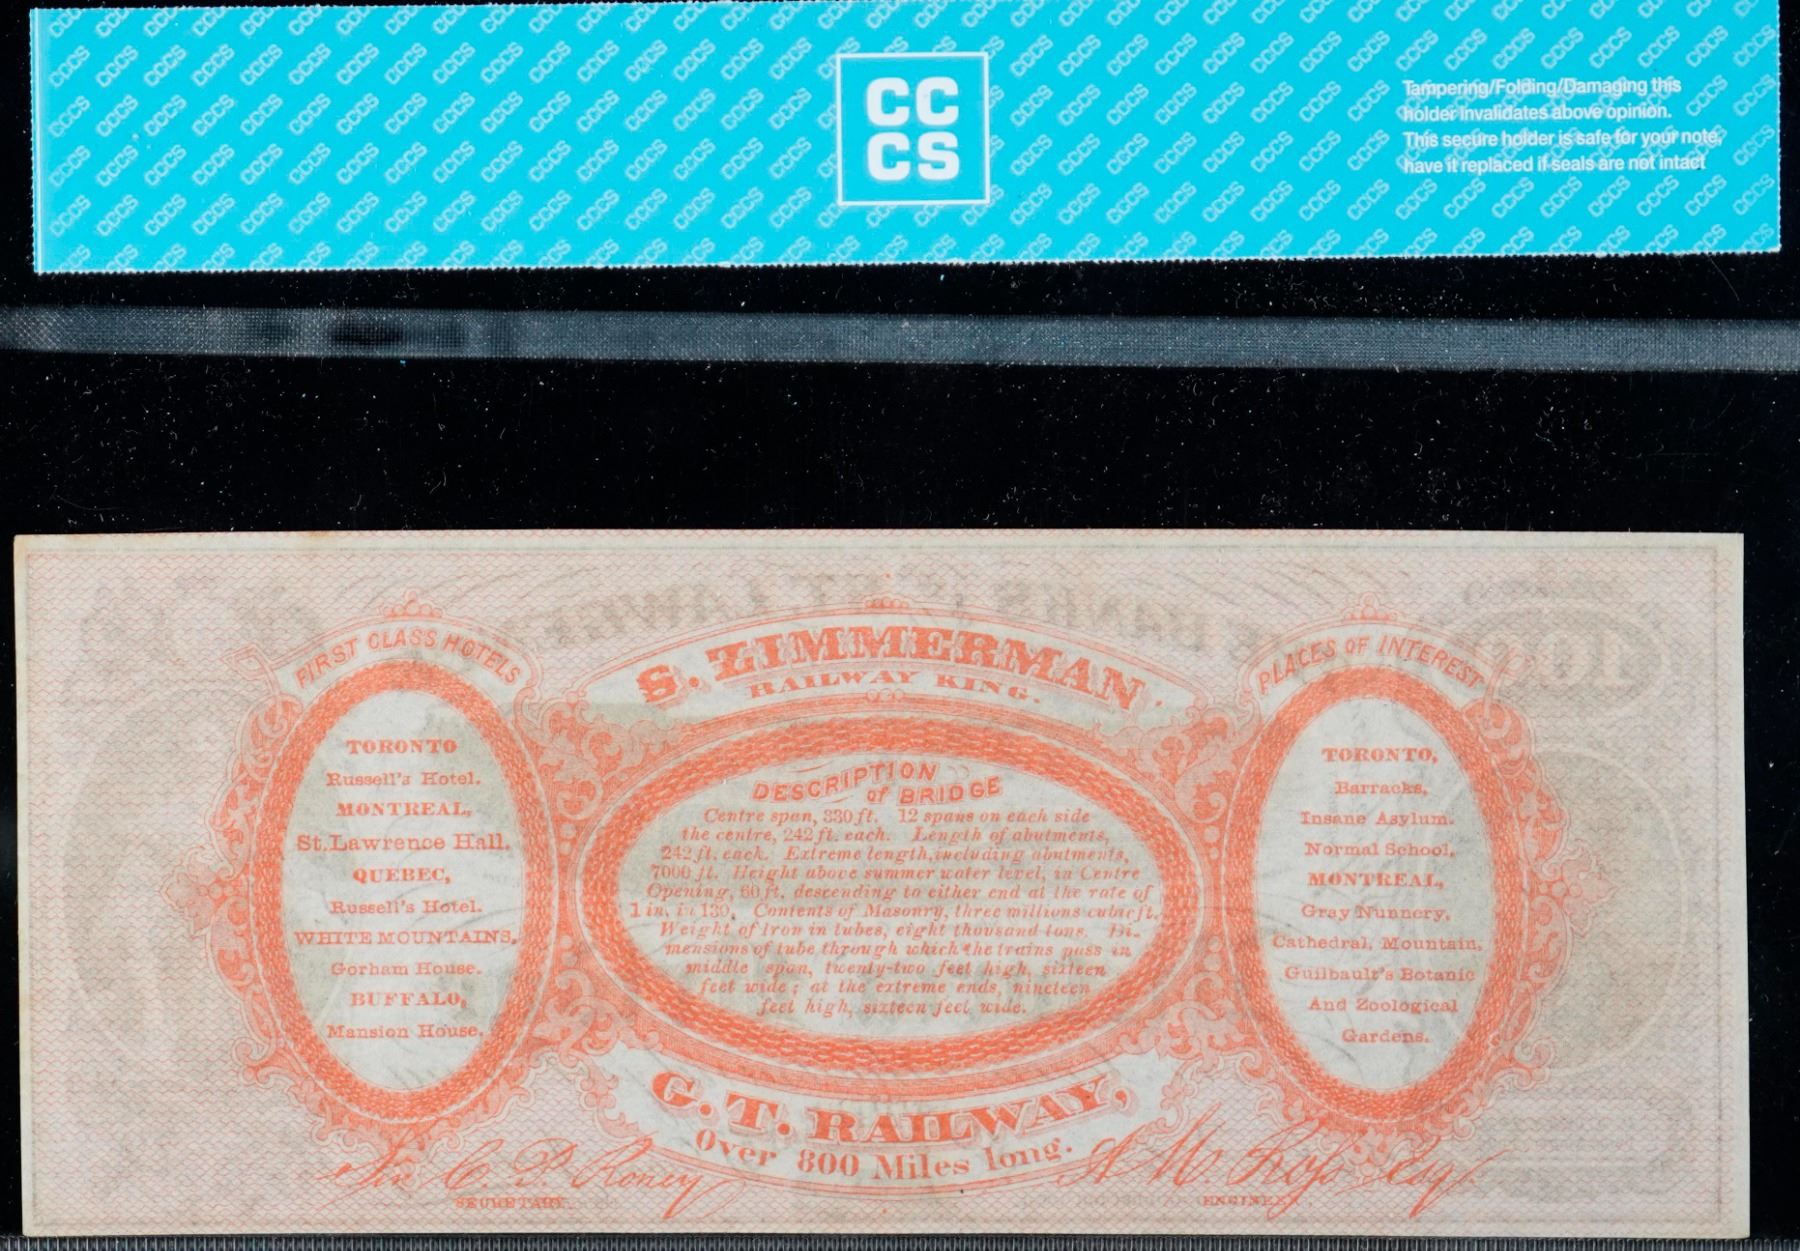 CC
CS
Tampering/Folding/Damaging this
holder invalidates above opinion.
This secure holder is safe for your note,
have it replaced if seals are not intact
FIRST CLASS HOTELS
TORONTO
Russell's Hotel.
MONTREAL,
St. Lawrence Hall.
QUEBEC,
Russell's Hotel.
WHITE MOUNTAINS,
Gorham House.
BUFFALO,
Mansion House.
S. ZIMMERMAN
RAILWAY KING.
DESCRIPTION
of BRIDGE
Centre span, 330 ft. 12 spans on each side
the centre, 242 ft. each. Length of abutments,
242 ft. each. Extreme length, including abutments,
7000 ft. Height above summer water level, in Centre
Opening, 60 ft. descending to either end at the rate of
1 in. in 130. Contents of Masonry, three millions cubic ft.
Weight of Iron in tubes, eight thousand tons. Di-
mensions of tube through which the trains pass in
middle span, twenty-two feet high, sixteen
feet wide; at the extreme ends, nineteen
feet high, sixteen feet wide.
G. T. RAILWAY,
Over 800 Miles long.
PLACES OF INTEREST
TORONTO,
Barracks,
Insane Asylum.
Normal School,
MONTREAL,
Gray Nunnery,
Cathedral, Mountain,
Guilbault's Botanic
And Zoological
Gardens.
Sir C. P. Roney
SECRETARY.
A M. Ross Esq
ENGINEER